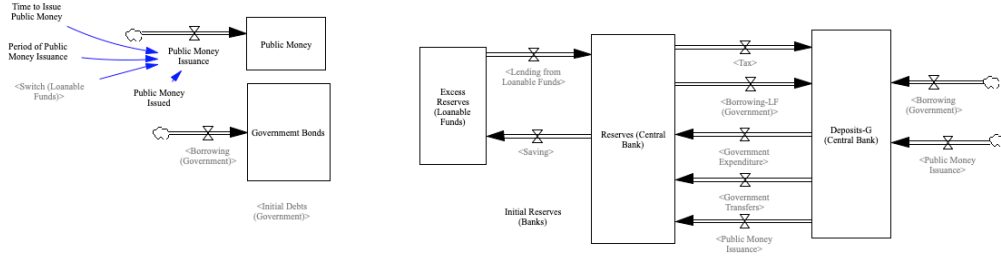 Time to Issue
Public Money
Period of Public
Money Issuance
<Switch (Loanable
Funds)>
Public Money
Issuance
Public Money
Issued
Public Money
<Borrowing
(Government)>
Governmemt Bonds
<Initial Debts
(Government)>
Excess
Reserves
(Loanable
Funds)
<Lending from
Loanable Funds>
<Saving>
Reserves (Central
Bank)
Initial Reserves
(Banks)
<Tax>
<Borrowing-LF
(Government)>
<Government
Expenditure>
<Government
Transfers>
<Public Money
Issuance>
Deposits-G
(Central Bank)
<Borrowing
(Government)>
<Public Money
Issuance>